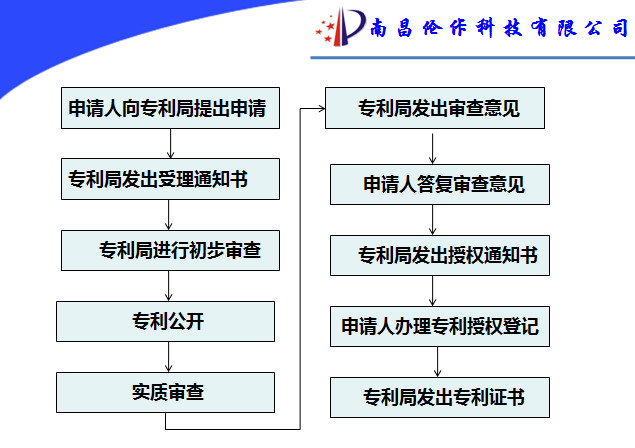 南昌伦作科技有限公司
申请人向专利局提出申请
专利局发出受理通知书
专利局进行初步审查
专利公开
实质审查
专利局发出审查意见
申请人答复审查意见
专利局发出授权通知书
申请人办理专利授权登记
专利局发出专利证书